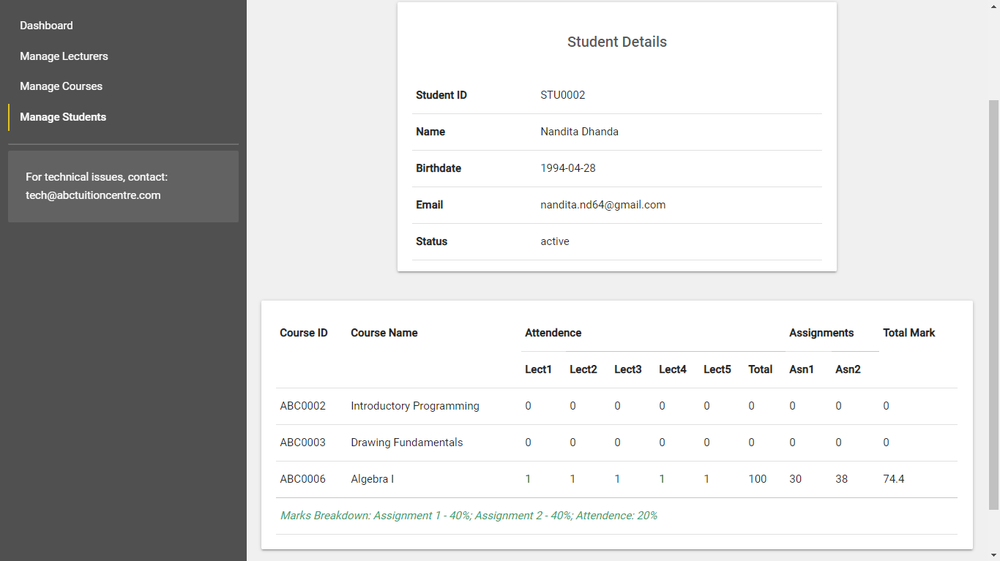 Dashboard
Manage Lecturers
Manage Courses
Manage Students
For technical issues, contact:
tech@abctuitioncentre.com
Student Details
Student ID STU0002
Name Nandita Dhanda
Birthdate 1994-04-28
Email nandita.nd64@gmail.com
Status active
Course ID Course Name Attendence Assignments Total Mark
Lect1 Lect2 Lect3 Lect4 Lect5 Total Asn1 Asn2
ABC0002 Introductory Programming 0 0 0 0 0 0 0 0 0
ABC0003 Drawing Fundamentals 0 0 0 0 0 0 0 0 0
ABC0006 Algebra I 1 1 1 1 1 100 30 38 74.4
Marks Breakdown: Assignment 1 - 40%; Assignment 2 - 40%; Attendence: 20%